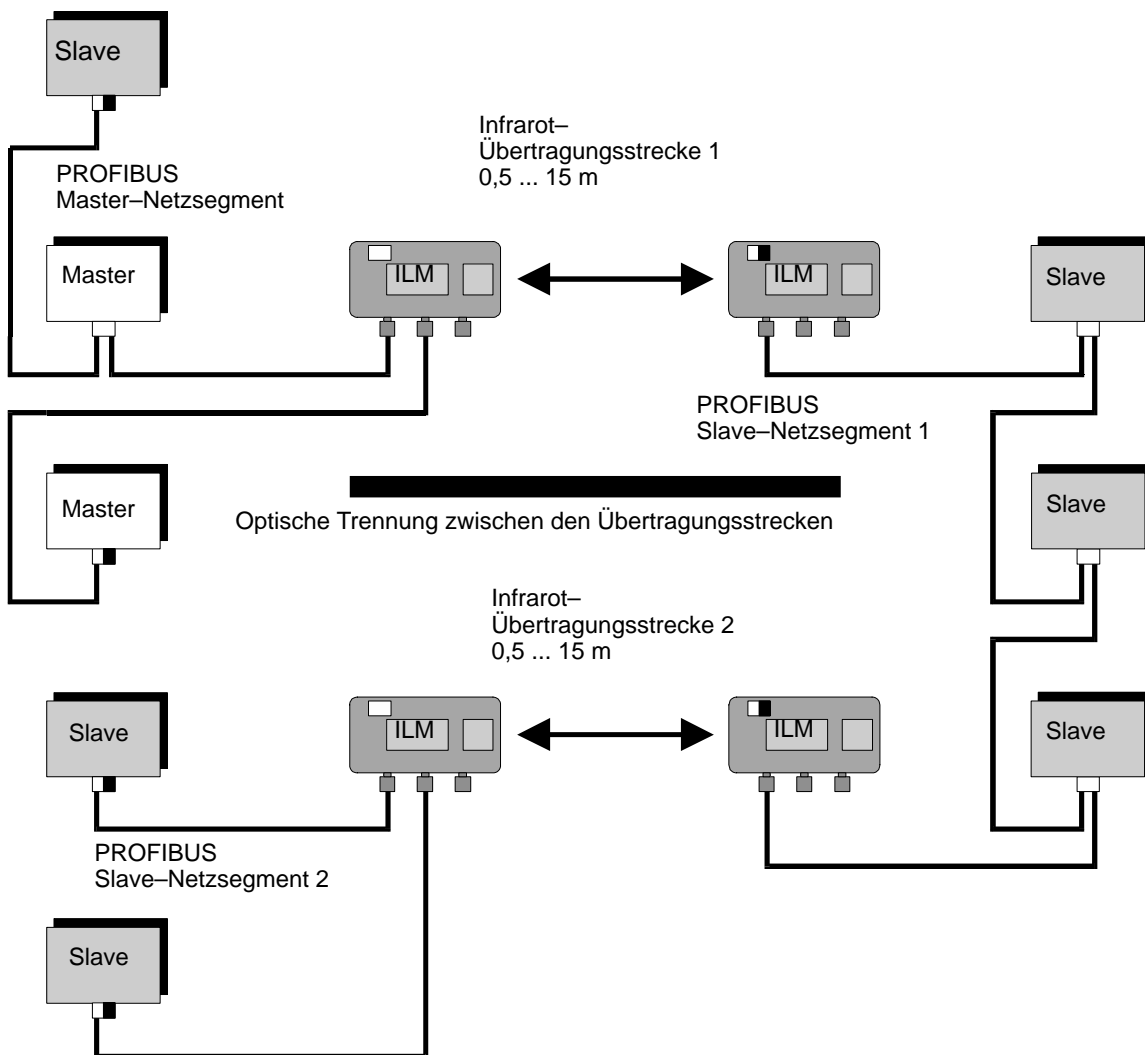 Slave
Infrarot–
Übertragungsstrecke 1
0,5 ... 15 m
PROFIBUS
Master–Netzsegment
Master
ILM
ILM
Slave
PROFIBUS
Slave–Netzsegment 1
Master
Slave
Optische Trennung zwischen den Übertragungsstrecken
Infrarot–
Übertragungsstrecke 2
0,5 ... 15 m
Slave
ILM
ILM
Slave
PROFIBUS
Slave–Netzsegment 2
Slave